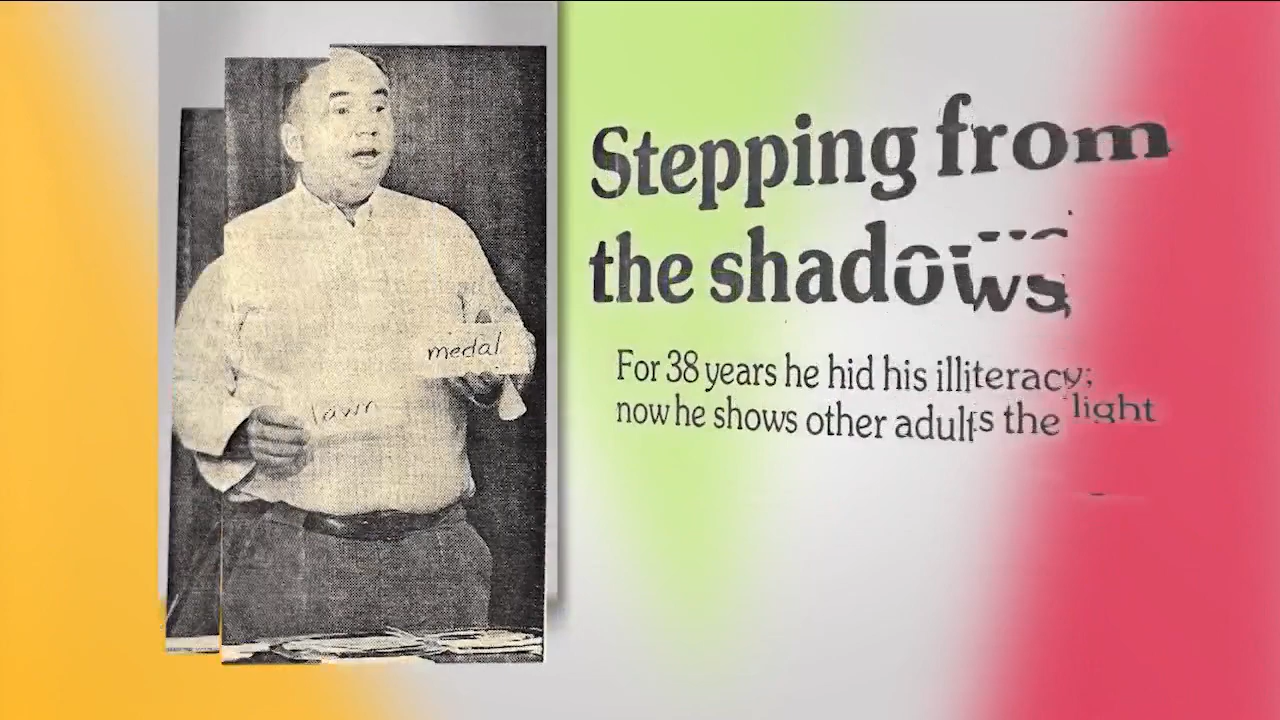 Stepping from
the shadows
For 38 years he hid his illiteracy;
now he shows other adults the light
medal
lawn